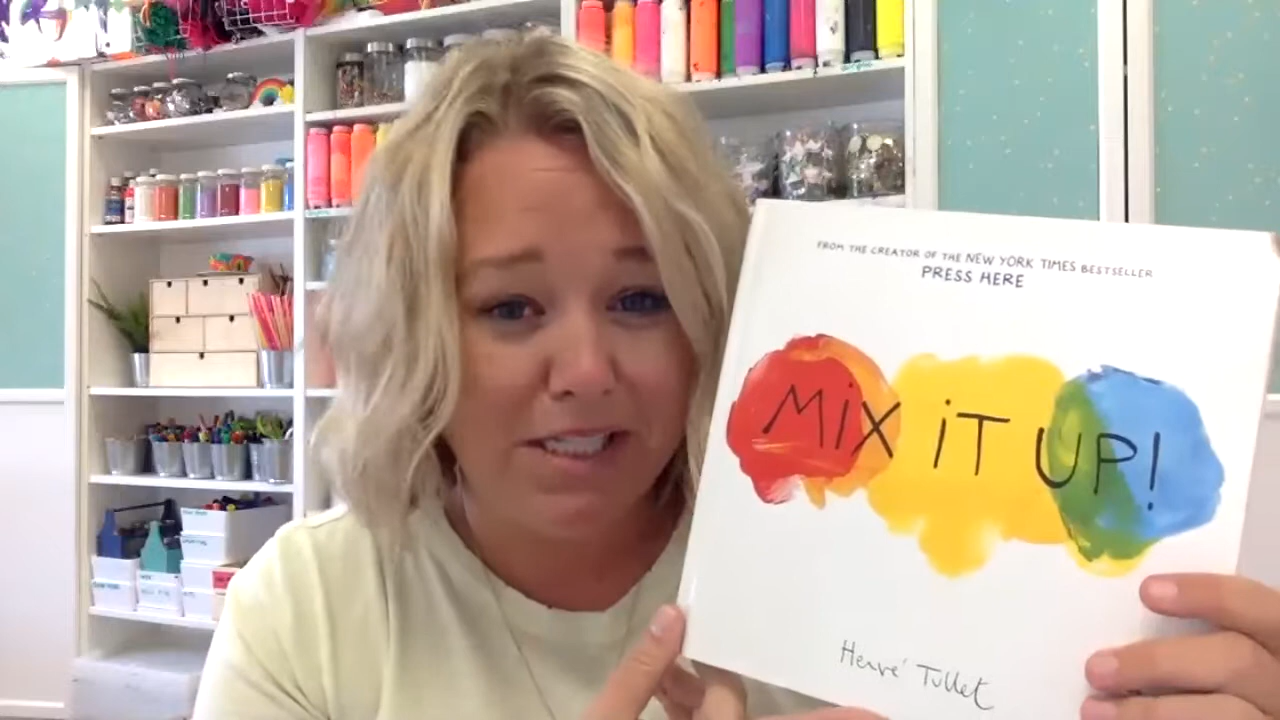 FROM THE CREATOR OF THE NEW YORK TIMES BESTSELLER
PRESS HERE
MiX iT UP!
Hervé Tullet